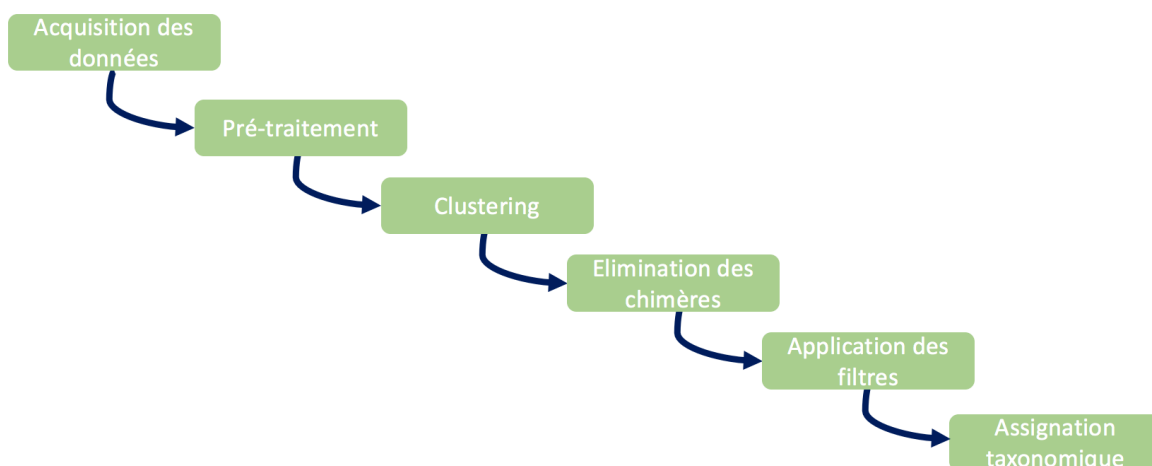 Acquisition des
données
Pré-traitement
Clustering
Elimination des
chimères
Application des
filtres
Assignation
taxonomique